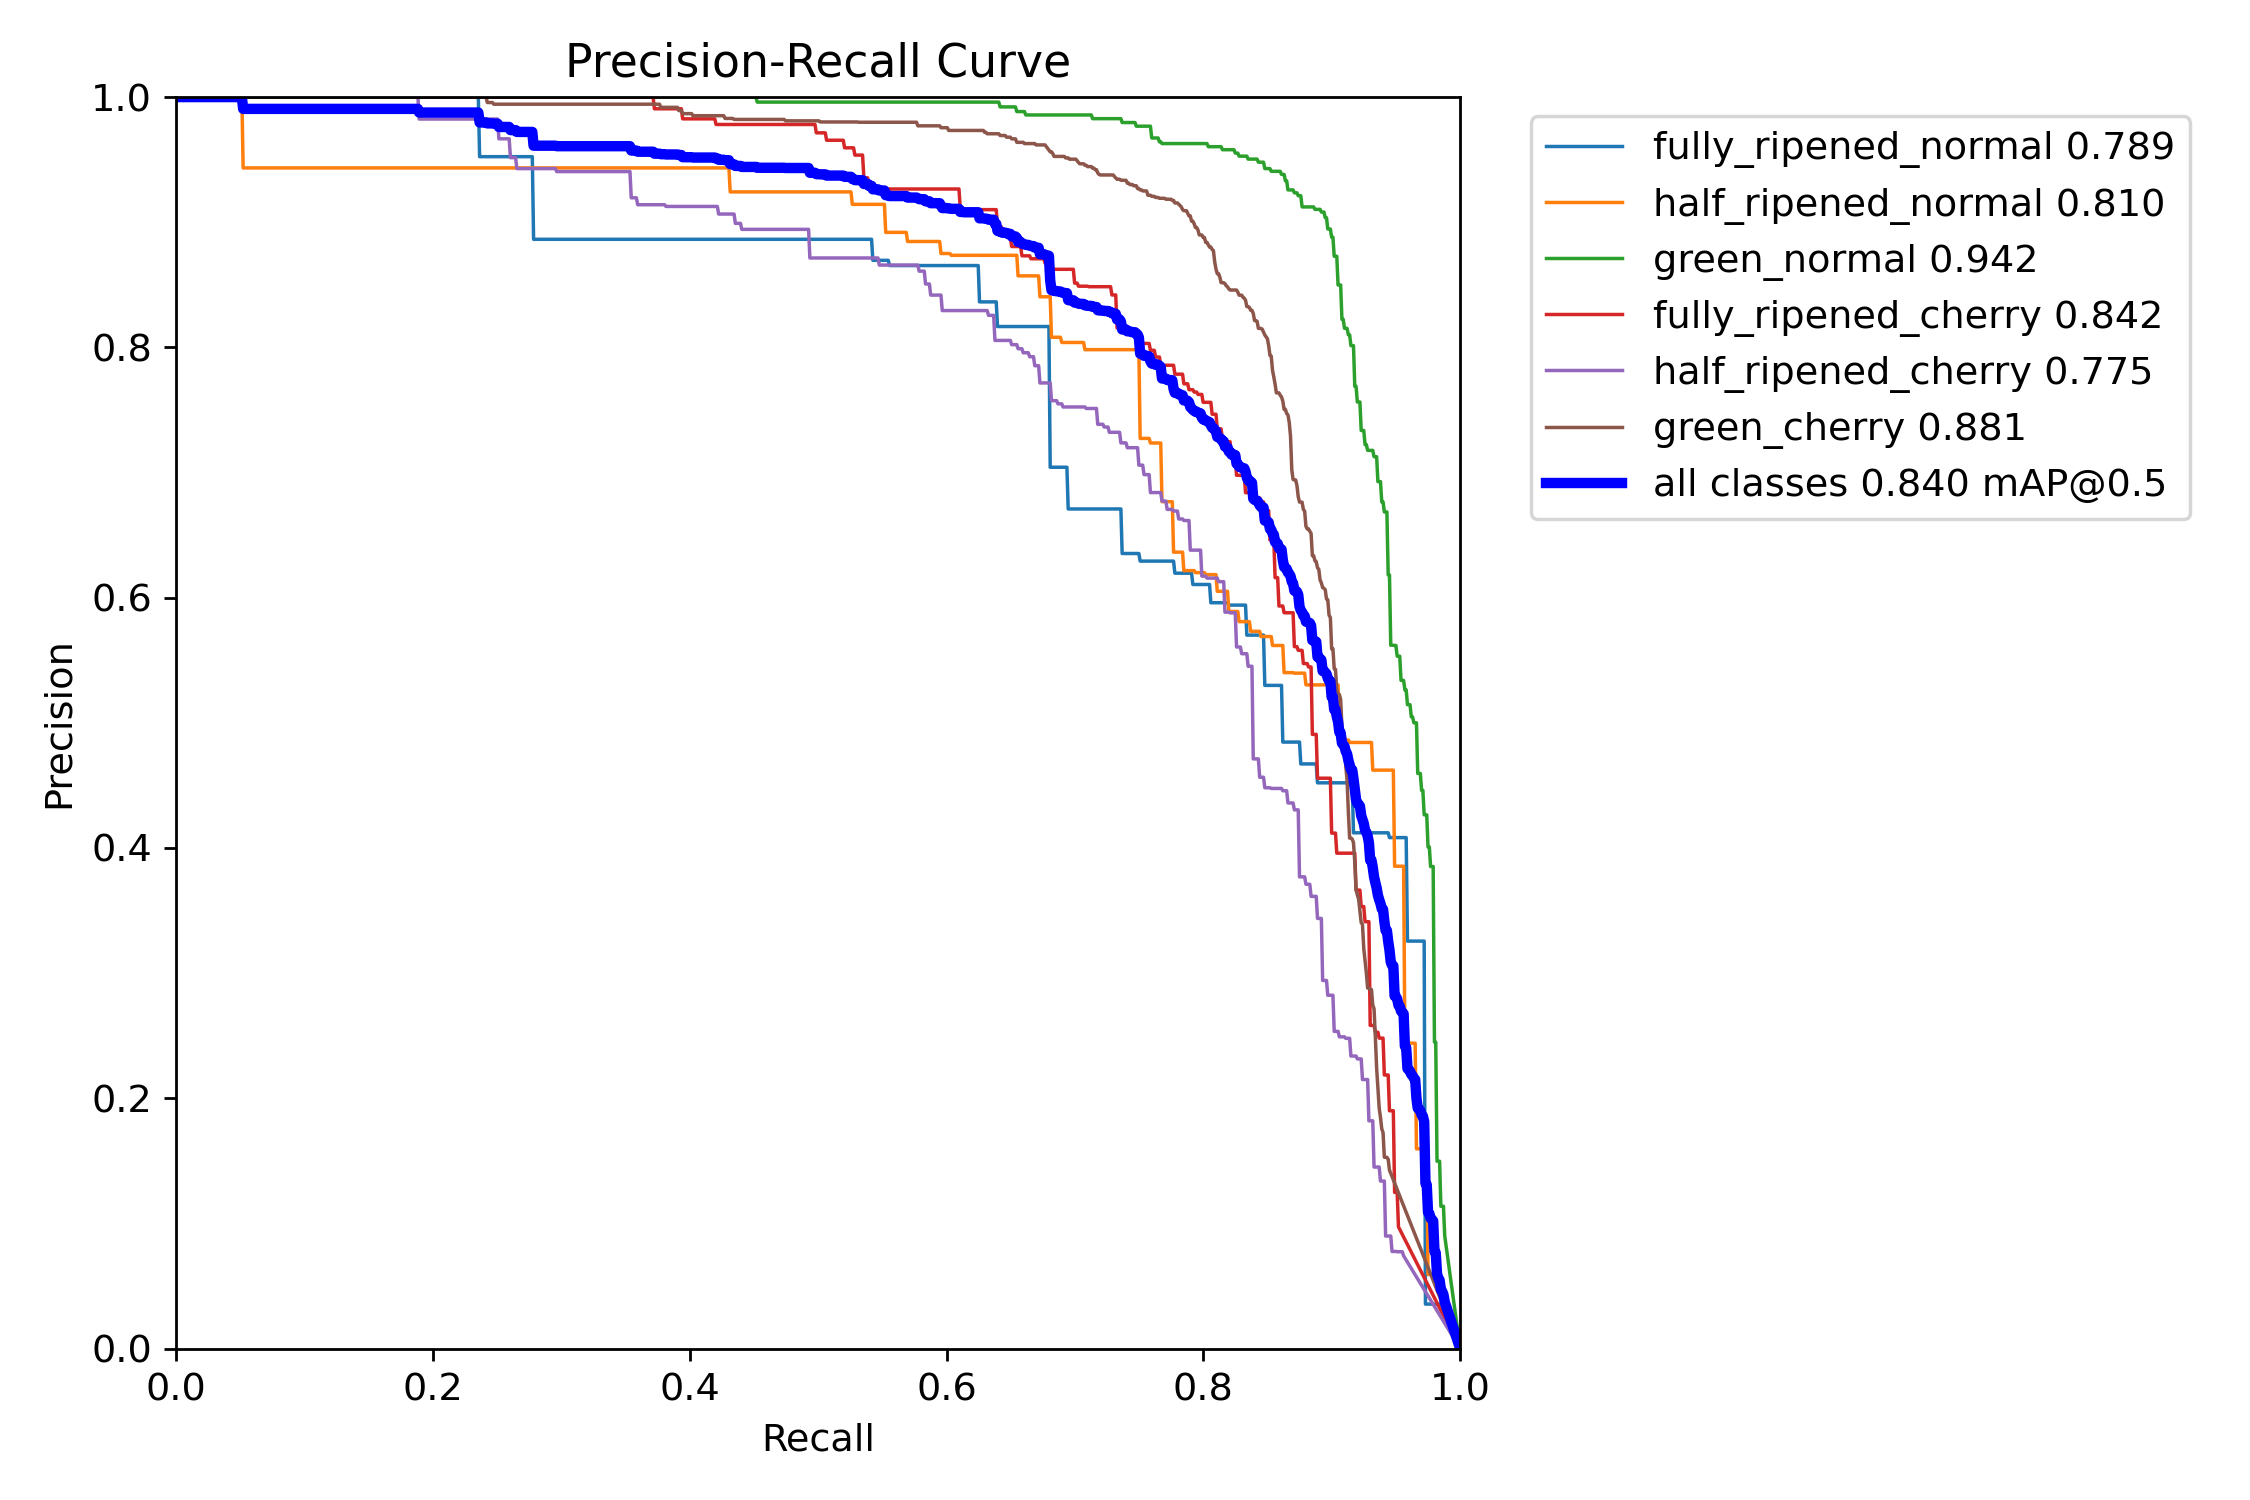 Precision-Recall Curve
1.0
0.8
0.6
0.4
0.2
0.0
Precision
0.0 0.2 0.4 0.6 0.8 1.0
Recall
fully_ripened_normal 0.789
half_ripened_normal 0.810
green_normal 0.942
fully_ripened_cherry 0.842
half_ripened_cherry 0.775
green_cherry 0.881
all classes 0.840 mAP@0.5